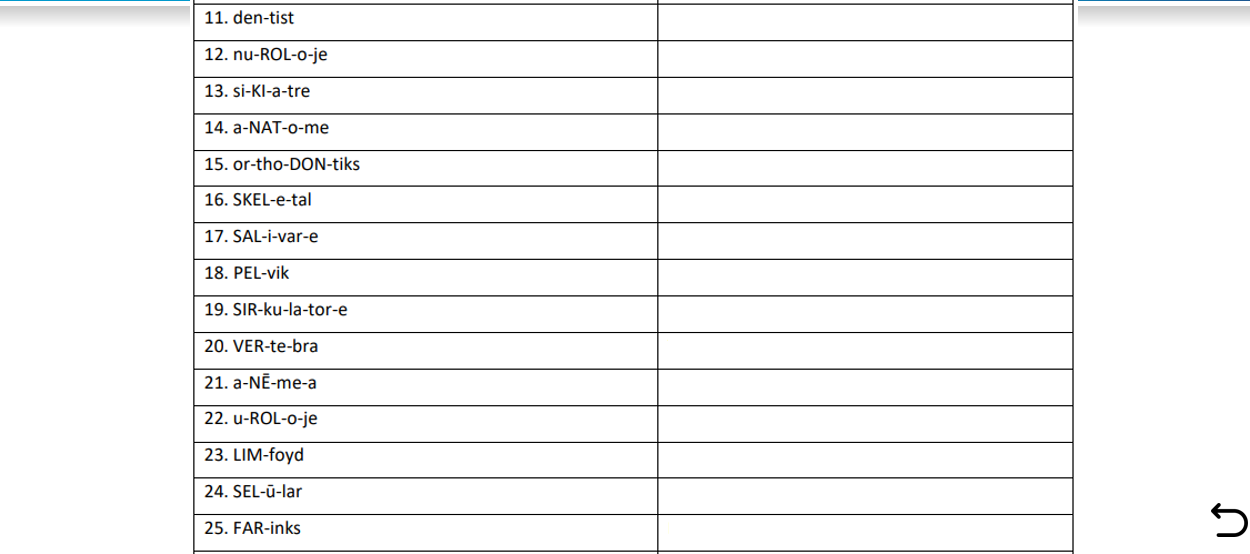 11. den-tist
12. nu-ROL-o-je
13. si-KI-a-tre
14. a-NAT-o-me
15. or-tho-DON-tiks
16. SKEL-e-tal
17. SAL-i-var-e
18. PEL-vik
19. SIR-ku-la-tor-e
20. VER-te-bra
21. a-NĒ-me-a
22. u-ROL-o-je
23. LIM-foyd
24. SEL-ū-lar
25. FAR-inks